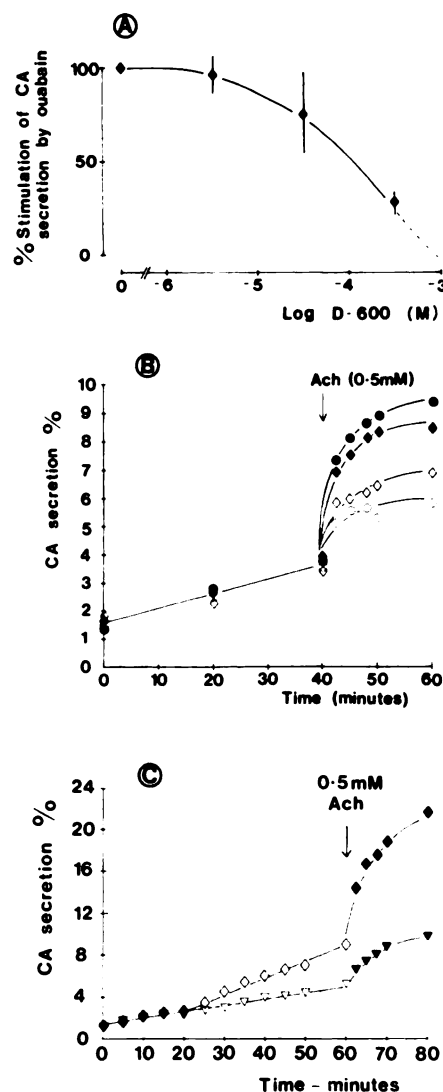 A
% Stimulation of CA
secretion by ouabain
100
50
0
0 -6 -5 -4 -3
Log D-600 (M)
B
Ach (0·5mM)
CA secretion %
10
9
8
7
6
5
4
3
2
1
0
0 10 20 30 40 50 60
Time (minutes)
C
0·5mM
Ach
CA secretion %
24
20
16
12
8
4
0
0 10 20 30 40 50 60 70 80
Time - minutes